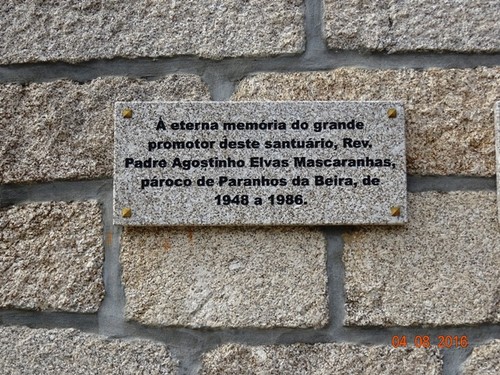 À eterna memória do grande
promotor deste santuário, Rev.
Padre Agostinho Elvas Mascaranhas,
pároco de Paranhos da Beira, de
1948 a 1986.
04.08.2016